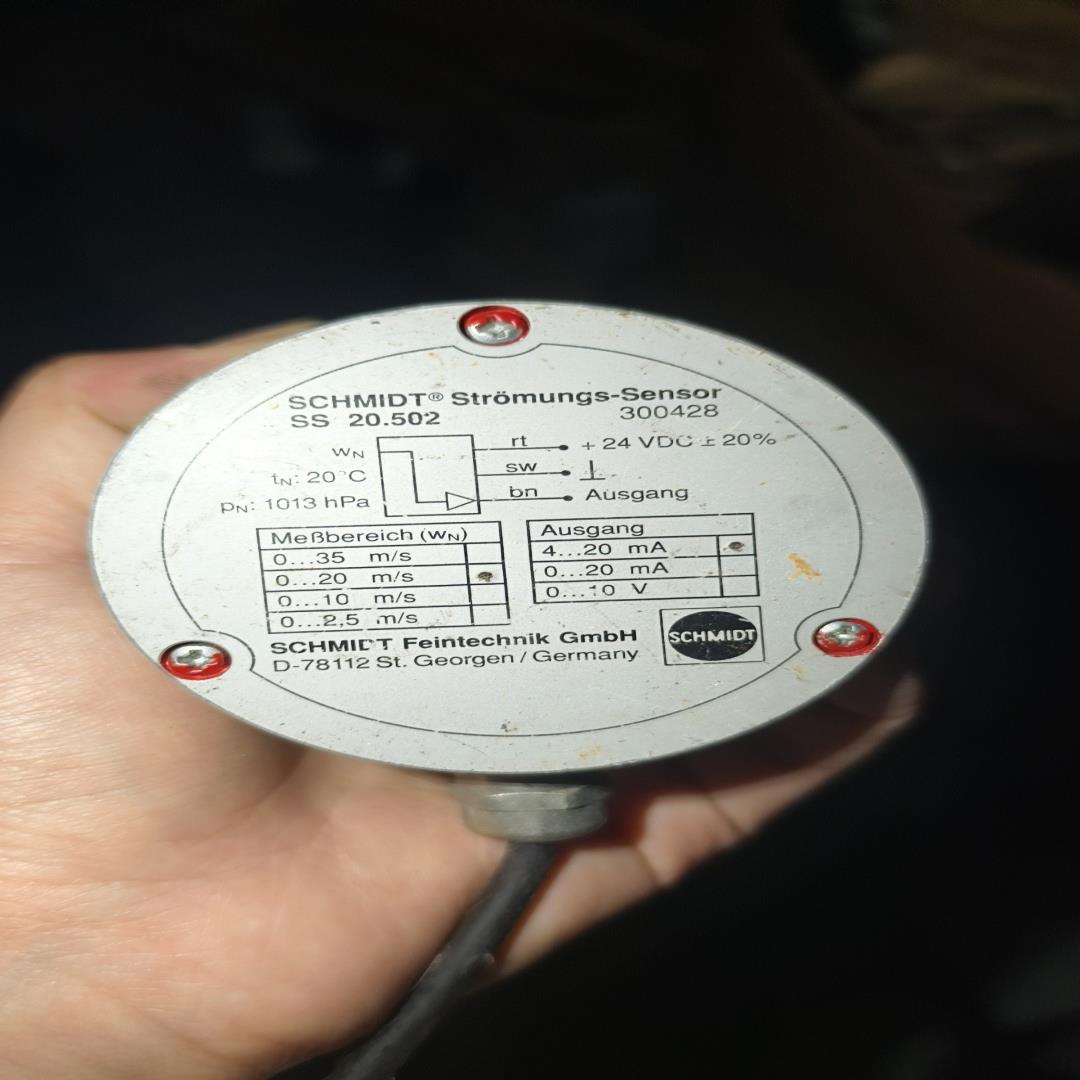 SCHMIDT® Strömungs-Sensor
SS 20.502 300428
wN rt + 24 VDC ± 20%
tN: 20°C sw
pN: 1013 hPa bn Ausgang
Meßbereich (wN)
0...35 m/s
0...20 m/s
0...10 m/s
0...2,5 m/s
Ausgang
4...20 mA
0...20 mA
0...10 V
SCHMIDT Feintechnik GmbH
D-78112 St. Georgen / Germany
SCHMIDT